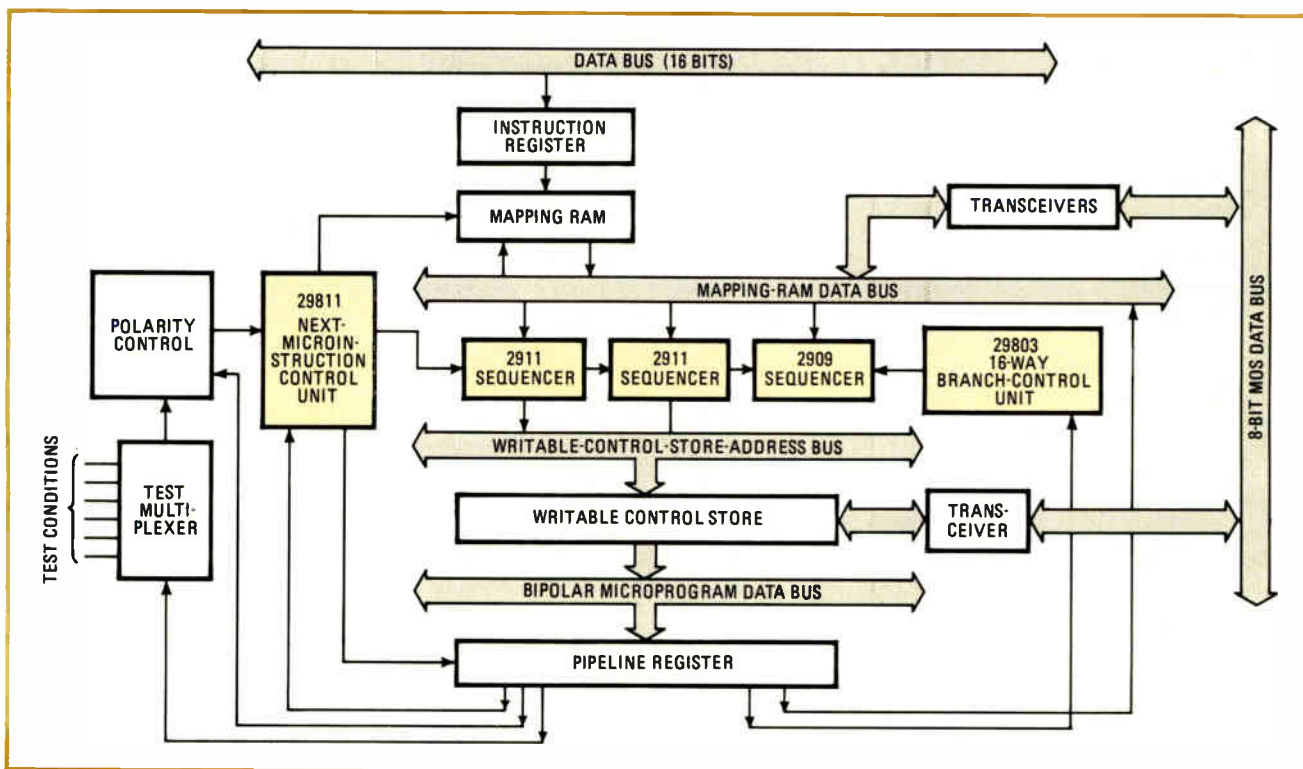 DATA BUS (16 BITS)
INSTRUCTION
REGISTER
MAPPING RAM
TRANSCEIVERS
MAPPING-RAM DATA BUS
POLARITY
CONTROL
29811
NEXT-
MICROIN-
STRUCTION
CONTROL
UNIT
2911
SEQUENCER
2911
SEQUENCER
2909
SEQUENCER
29803
16-WAY
BRANCH-CONTROL
UNIT
8-BIT MOS DATA BUS
WRITABLE-CONTROL-STORE-ADDRESS BUS
TEST CONDITIONS
TEST
MULTI-
PLEXER
WRITABLE CONTROL STORE
TRANS-
CEIVER
BIPOLAR MICROPROGRAM DATA BUS
PIPELINE REGISTER